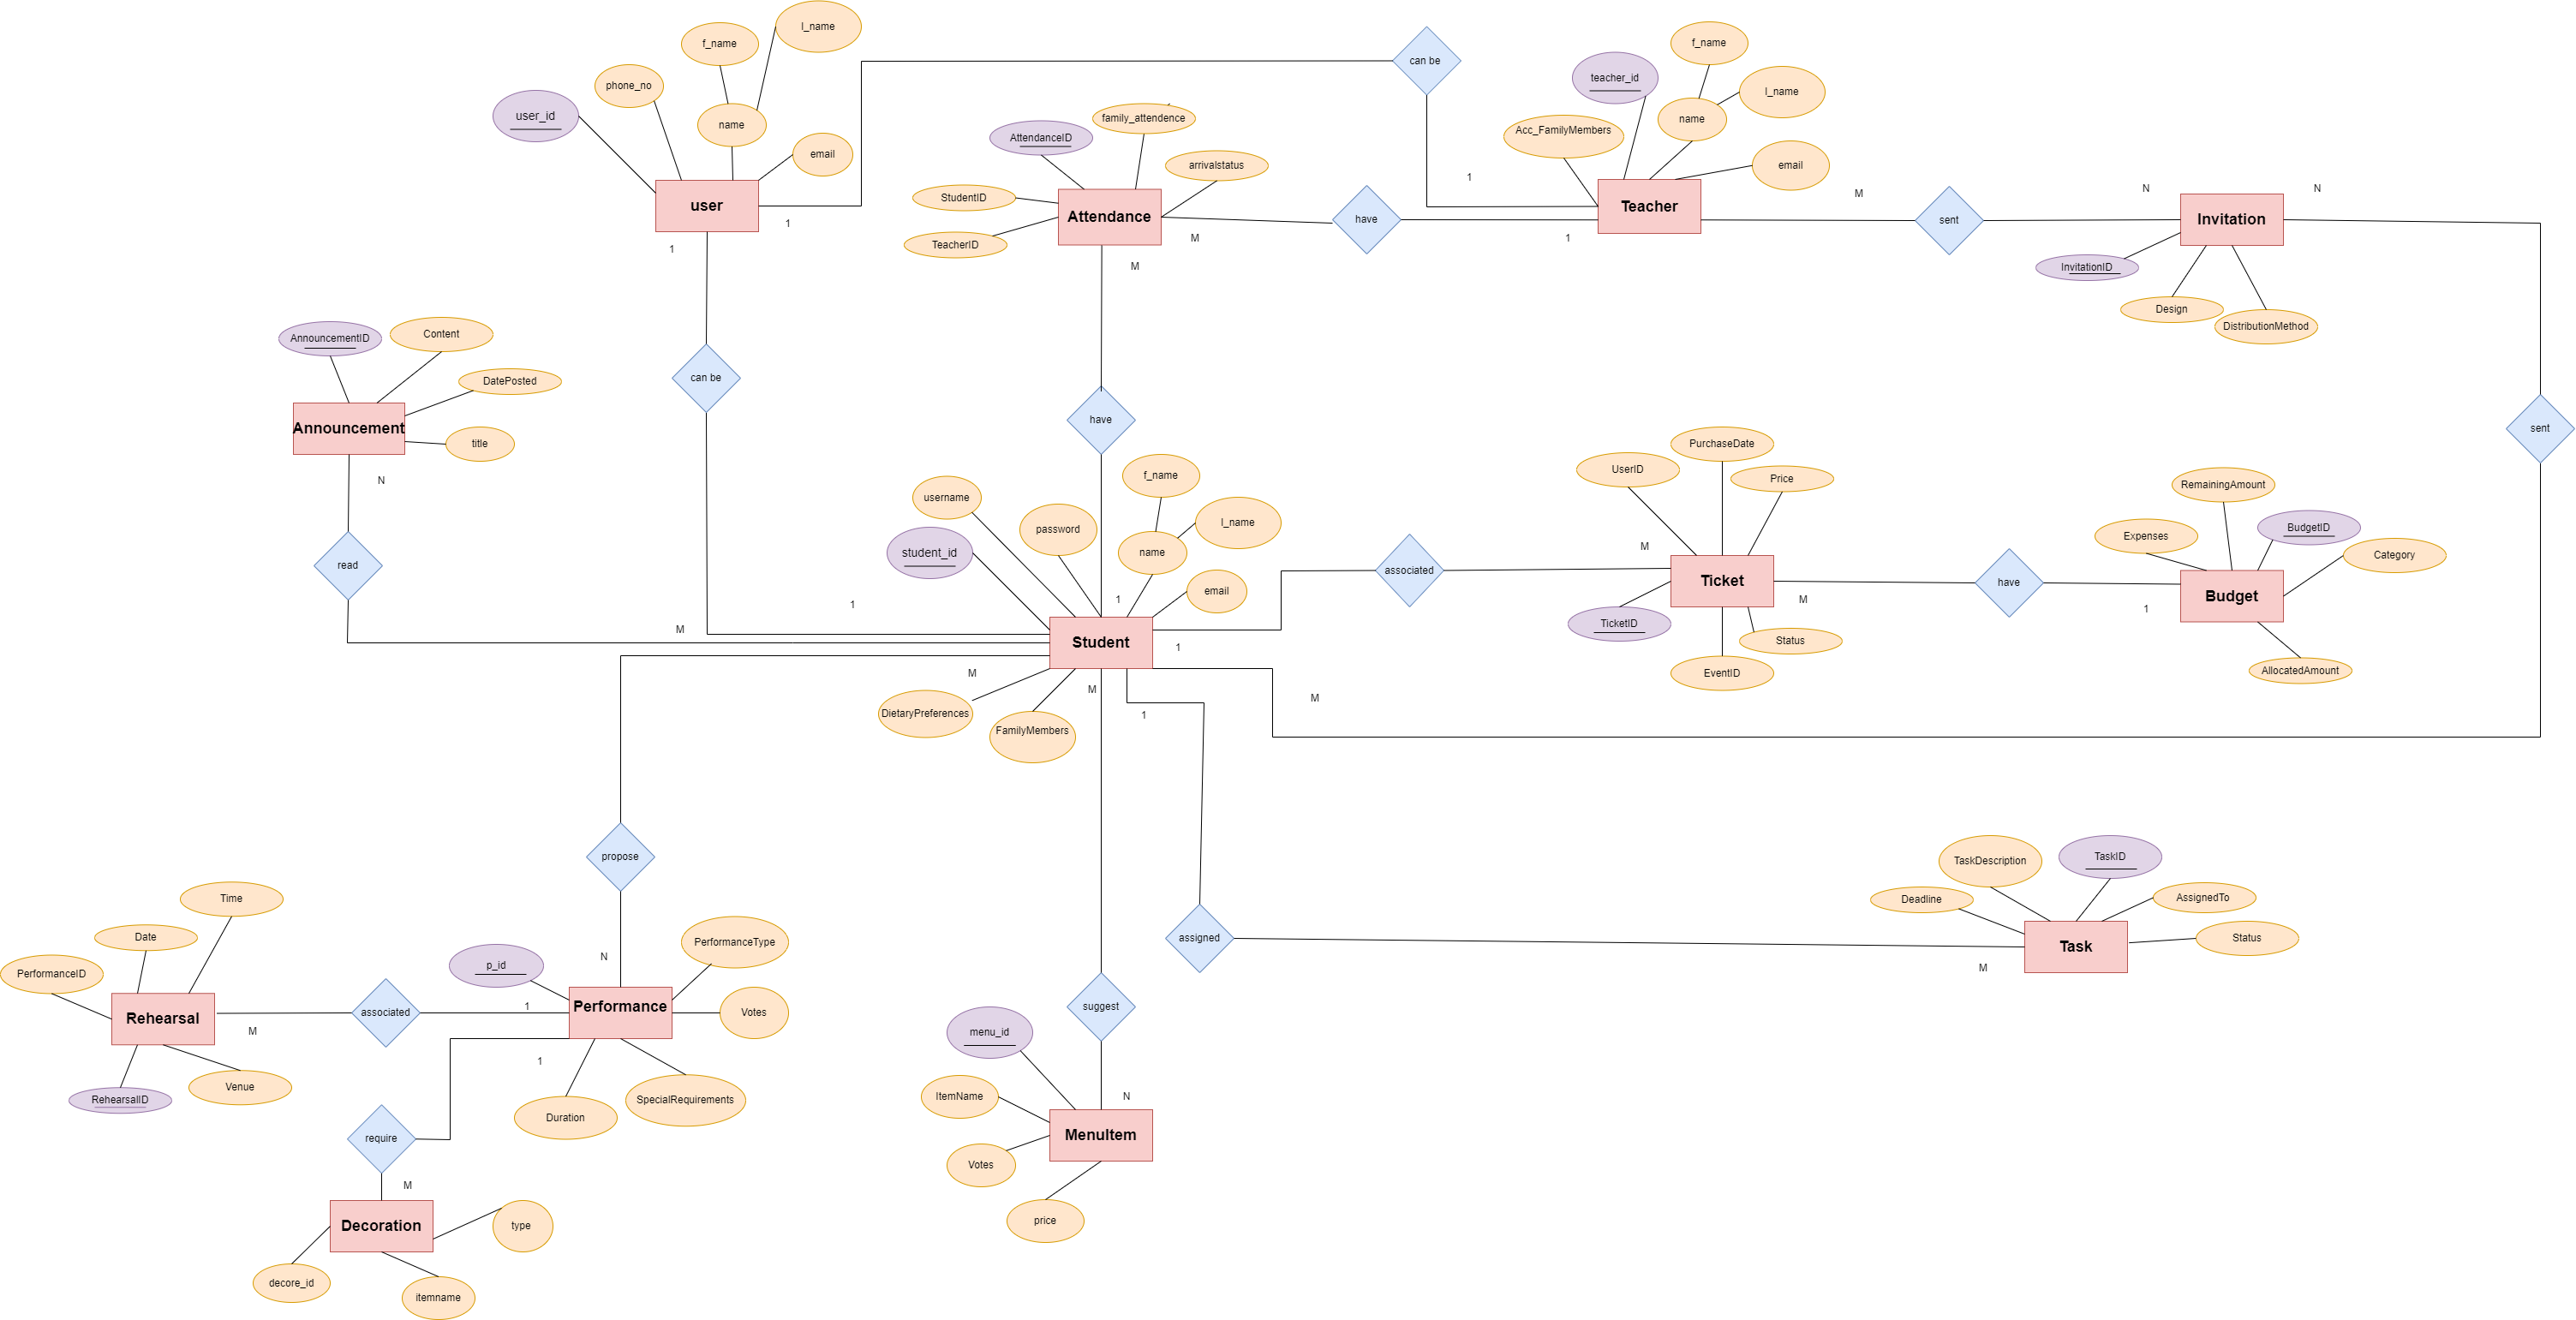 l_name
f_name
f_name
can be
teacher_id
phone_no
l_name
user_id
name
family_attendence
name
Acc_FamilyMembers
AttendanceID
email
arrivalstatus
email
1
M
N
N
StudentID
user
Teacher
Attendance
have
sent
Invitation
1
M
1
TeacherID
1
M
InvitationID
Design
DistributionMethod
AnnouncementID
Content
can be
DatePosted
have
Announcement
sent
title
PurchaseDate
UserID
f_name
Price
N
RemainingAmount
username
l_name
password
BudgetID
Expenses
M
student_id
name
Category
read
associated
Ticket
have
email
Budget
1
1
M
1
TicketID
M
Student
Status
1
AllocatedAmount
M
EventID
M
M
DietaryPreferences
1
FamilyMembers
propose
TaskID
TaskDescription
Time
AssignedTo
Deadline
Date
assigned
Status
PerformanceType
Task
N
p_id
M
PerformanceID
1
Performance
suggest
associated
Votes
Rehearsal
M
menu_id
1
Venue
N
ItemName
RehearsalID
SpecialRequirements
Duration
MenuItem
require
Votes
M
price
Decoration
type
decore_id
itemname